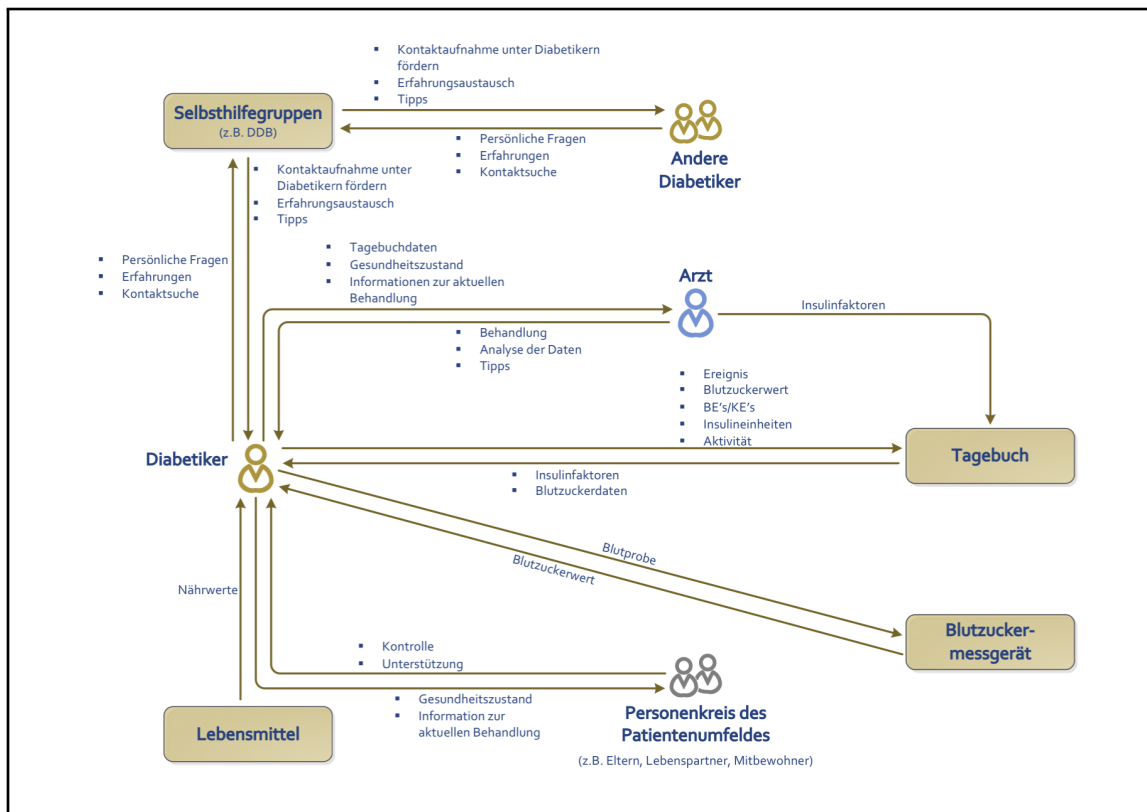 Kontaktaufnahme unter Diabetikern
fördern
Erfahrungsaustausch
Tipps
Selbsthilfegruppen
(z.B. DDB)
Persönliche Fragen
Erfahrungen
Kontaktsuche
Andere
Diabetiker
Kontaktaufnahme unter
Diabetikern fördern
Erfahrungsaustausch
Tipps
Persönliche Fragen
Erfahrungen
Kontaktsuche
Tagebuchdaten
Gesundheitszustand
Informationen zur aktuellen
Behandlung
Arzt
Insulinfaktoren
Behandlung
Analyse der Daten
Tipps
Ereignis
Blutzuckerwert
BE's/KE's
Insulineinheiten
Aktivität
Diabetiker
Tagebuch
Insulinfaktoren
Blutzuckerdaten
Blutprobe
Blutzuckerwert
Nährwerte
Blutzucker-
messgerät
Kontrolle
Unterstützung
Gesundheitszustand
Information zur
aktuellen Behandlung
Lebensmittel
Personenkreis des
Patientenumfeldes
(z.B. Eltern, Lebenspartner, Mitbewohner)